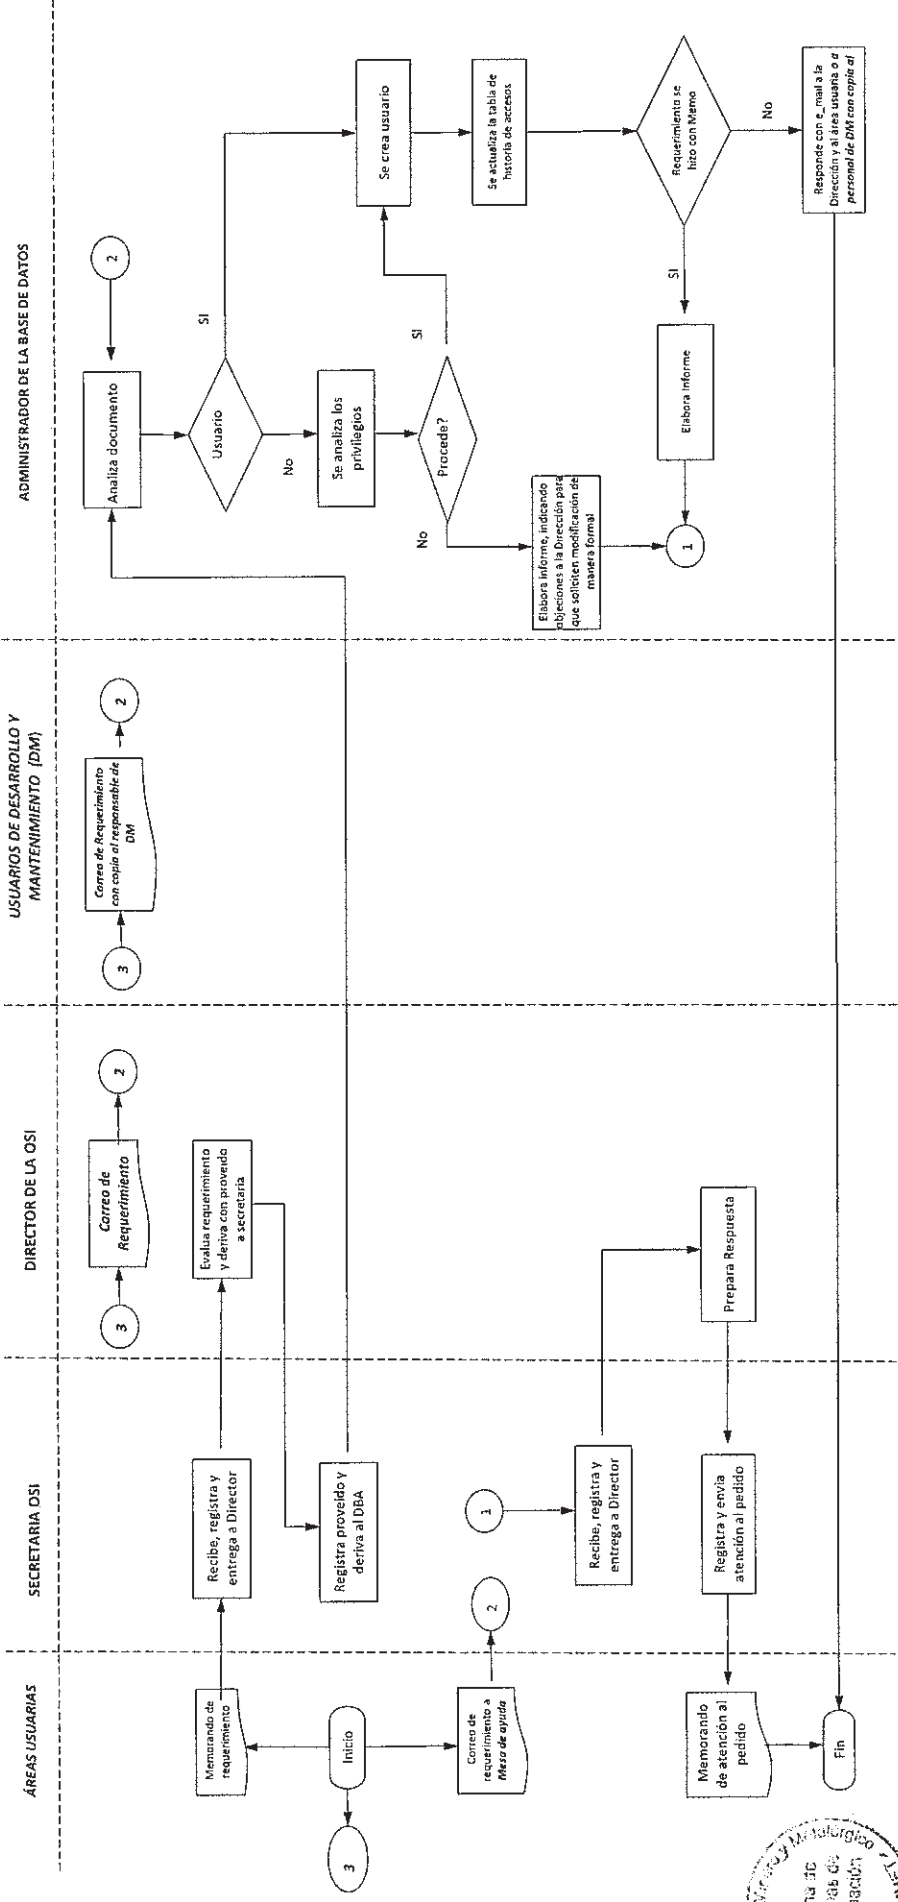 ÁREAS USUARIAS
SECRETARIA OSI
DIRECTOR DE LA OSI
USUARIOS DE DESARROLLO Y
MANTENIMIENTO (DM)
ADMINISTRADOR DE LA BASE DE DATOS
3
Correo de
Requerimiento
2
3
Correo de Requerimiento
con copia al responsable de
DM
2
Analiza documento
2
Memorando de
requerimiento
Recibe, registra y
entrega a Director
Evalua requerimiento
y deriva con proveido
a secretaria
Usuario
SI
No
3
Inicio
Registra proveido y
deriva al DBA
Se analiza los
privilegios
Se crea usuario
Procede?
SI
No
Correo de
requerimiento a
Mesa de ayuda
2
1
Se actualiza la tabla de
historia de accesos
Elabora informe, indicando
objeciones a la Dirección para
que soliciten modificación de
manera formal
Recibe, registra y
entrega a Director
1
Elabora Informe
SI
Requerimiento se
hizo con Memo
No
Memorando
de atención al
pedido
Registra y envia
atención al pedido
Prepara Respuesta
Fin
Responde con e_mail a la
Dirección y al área usuaria o a
personal de DM con copia al
y Metalúrgico